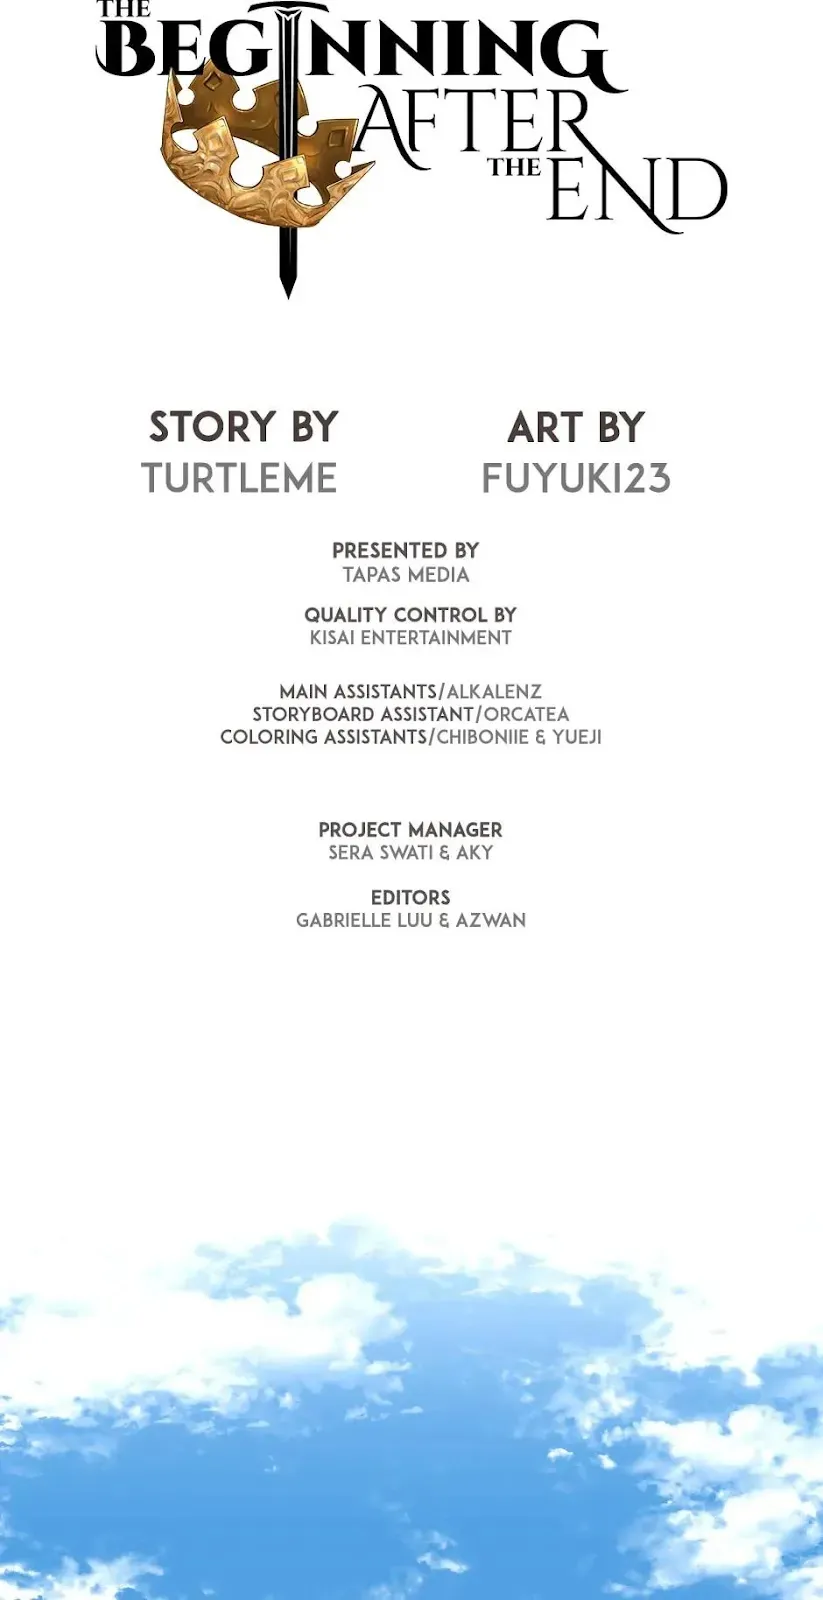 THE
BEGINNING
AFTER
THE END
STORY BY
TURTLEME
ART BY
FUYUKI23
PRESENTED BY
TAPAS MEDIA
QUALITY CONTROL BY
KISAI ENTERTAINMENT
MAIN ASSISTANTS/ALKALENZ
STORYBOARD ASSISTANT/ORCATEA
COLORING ASSISTANTS/CHIBONIIE & YUEJI
PROJECT MANAGER
SERA SWATI & AKY
EDITORS
GABRIELLE LUU & AZWAN